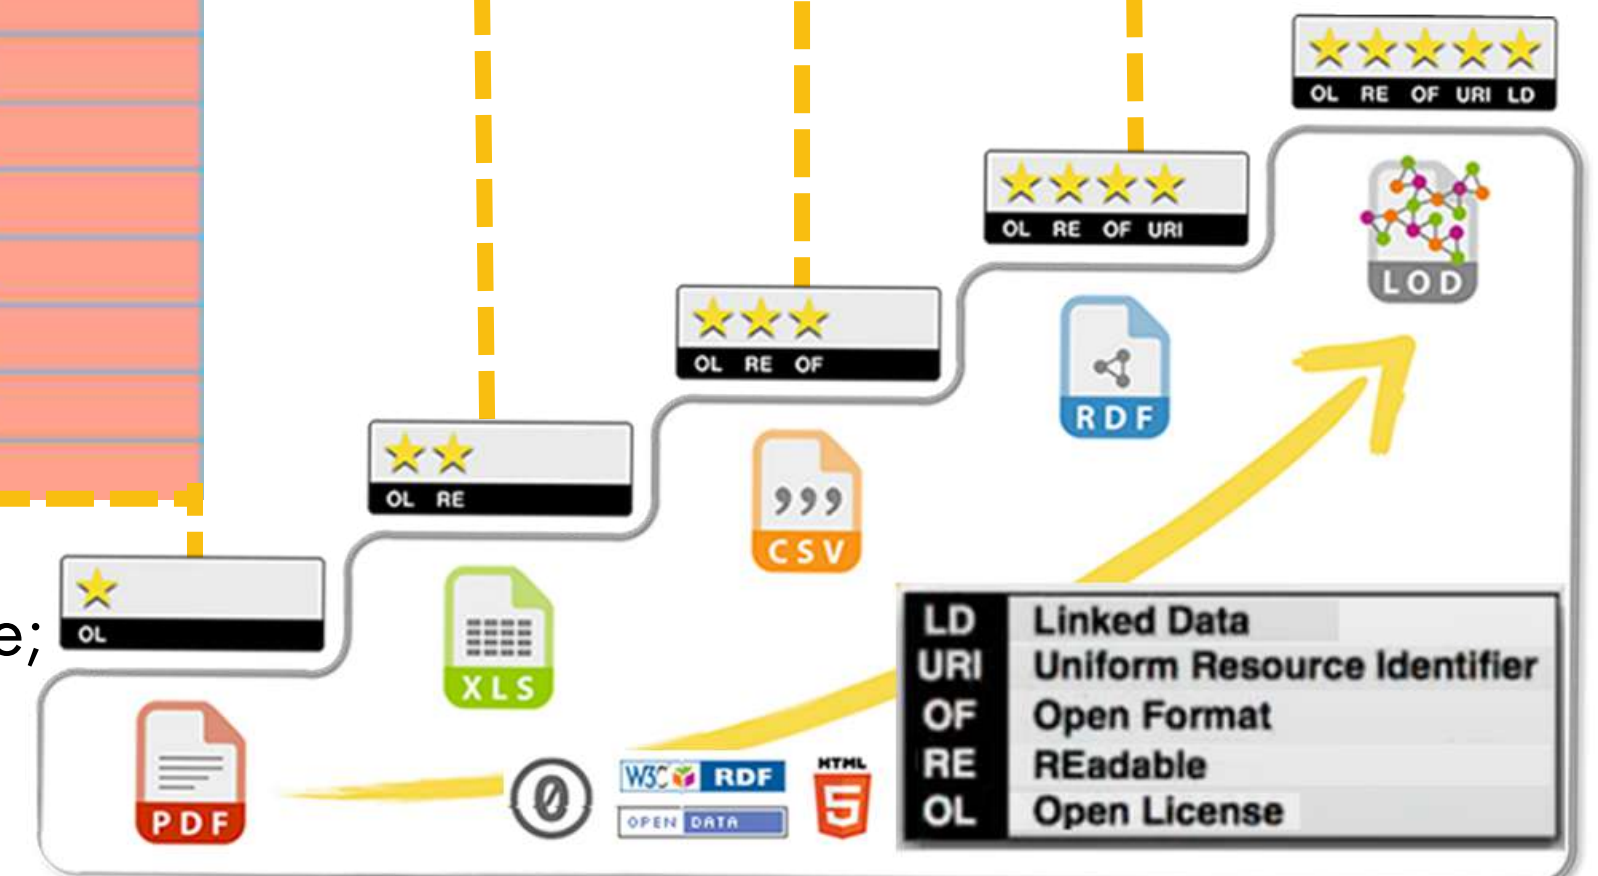 OL RE OF URI LD
OL RE OF URI
LOD
OL RE OF
RDF
OL RE
CSV
e;
OL
XLS
PDF
W3C RDF
OPEN DATA
HTML
5
LD Linked Data
URI Uniform Resource Identifier
OF Open Format
RE REadable
OL Open License